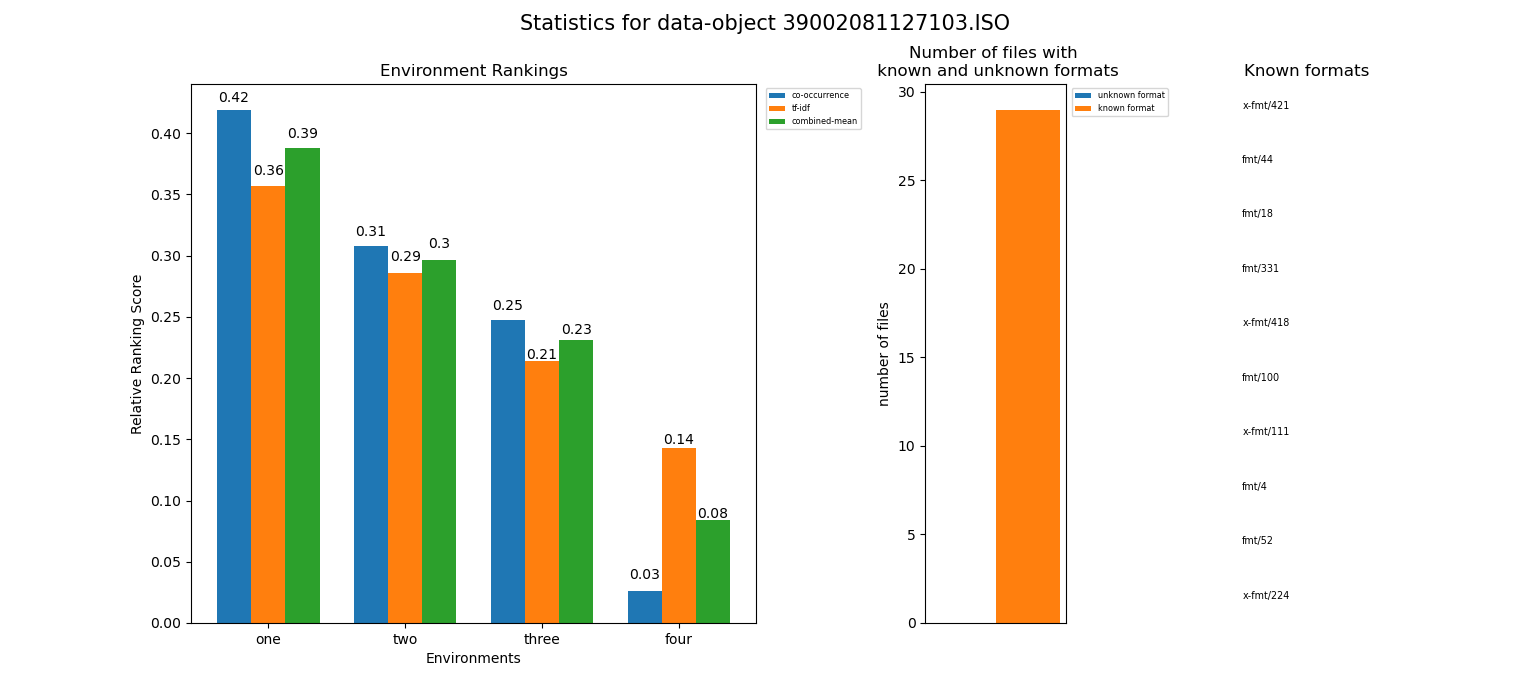 Statistics for data-object 39002081127103.ISO
Environment Rankings
Relative Ranking Score
0.40
0.35
0.30
0.25
0.20
0.15
0.10
0.05
0.00
0.42
0.36
0.39
0.31
0.29
0.3
0.25
0.21
0.23
0.03
0.14
0.08
one
two
three
four
Environments
co-occurrence
tf-idf
combined-mean
Number of files with
known and unknown formats
number of files
30
25
20
15
10
5
0
unknown format
known format
Known formats
x-fmt/421
fmt/44
fmt/18
fmt/331
x-fmt/418
fmt/100
x-fmt/111
fmt/4
fmt/52
x-fmt/224